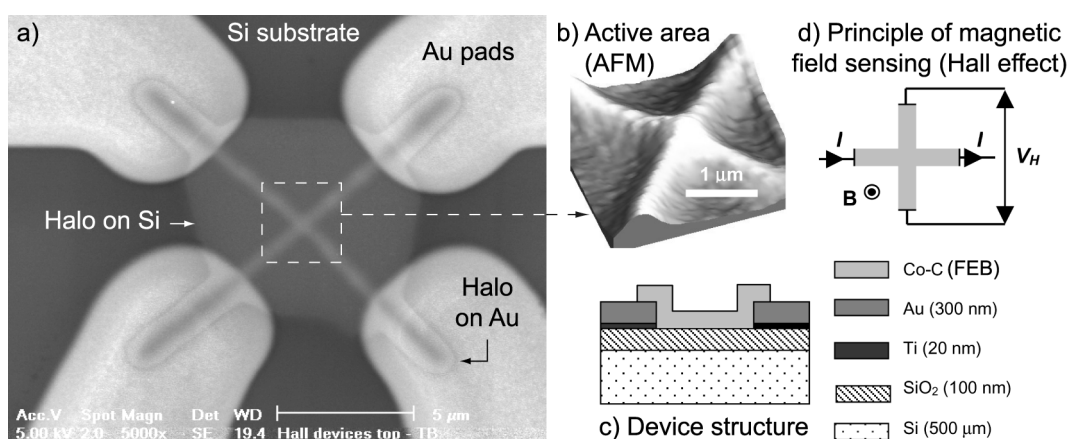 a)
Si substrate
Au pads
Halo on Si
Halo
on Au
Acc.V Spot Magn Det WD
5.00 kV 2.0 5000x SE 19.4 Hall devices top - TB
5 µm
b) Active area
(AFM)
1 µm
d) Principle of magnetic
field sensing (Hall effect)
I
I
VH
B
c) Device structure
Co-C (FEB)
Au (300 nm)
Ti (20 nm)
SiO2 (100 nm)
Si (500 µm)